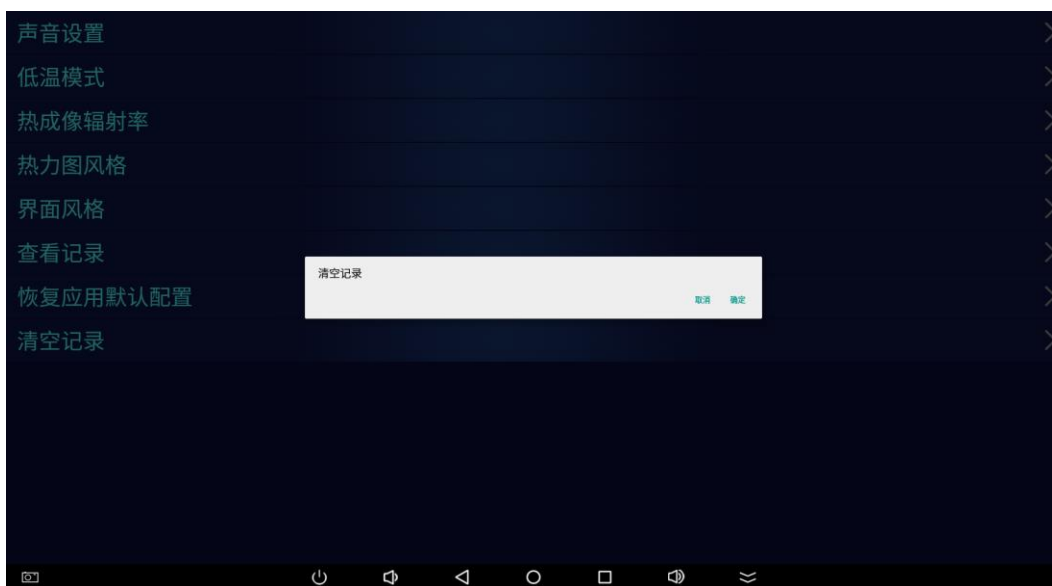 声音设置
低温模式
热成像辐射率
热力图风格
界面风格
查看记录
恢复应用默认配置
清空记录
清空记录
取消 确定